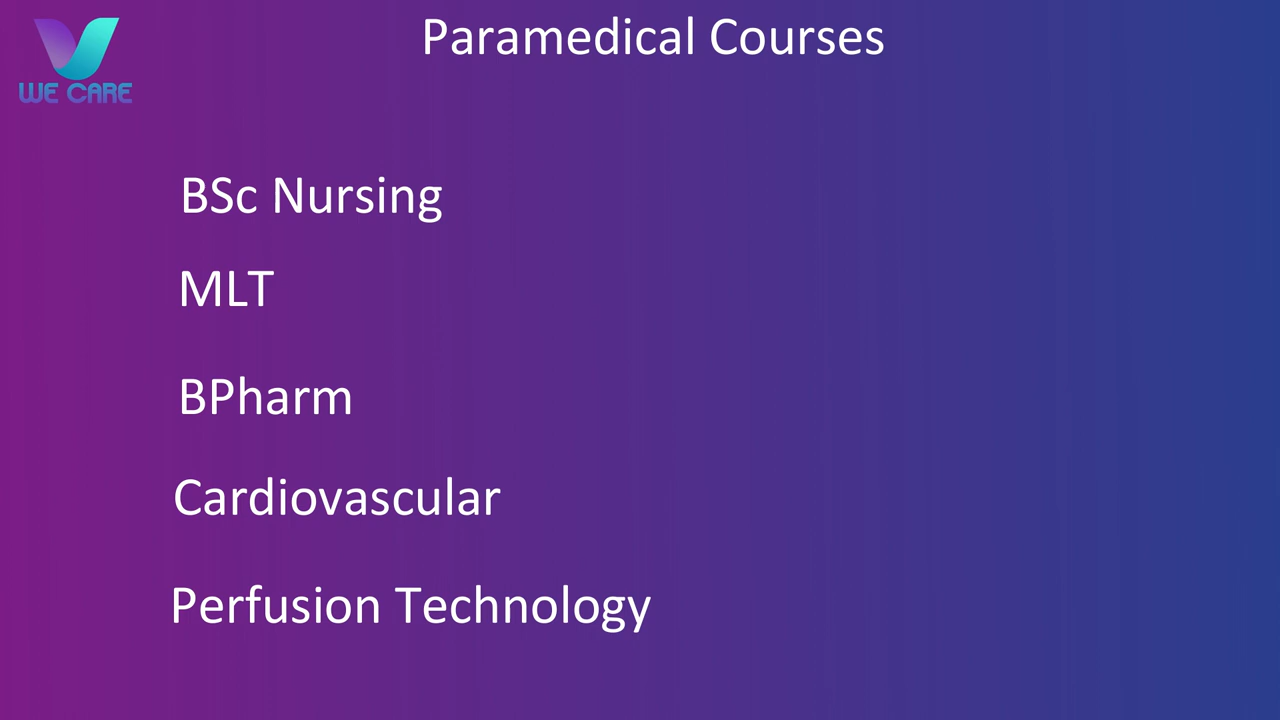 Paramedical Courses
WE CARE
BSc Nursing
MLT
BPharm
Cardiovascular
Perfusion Technology